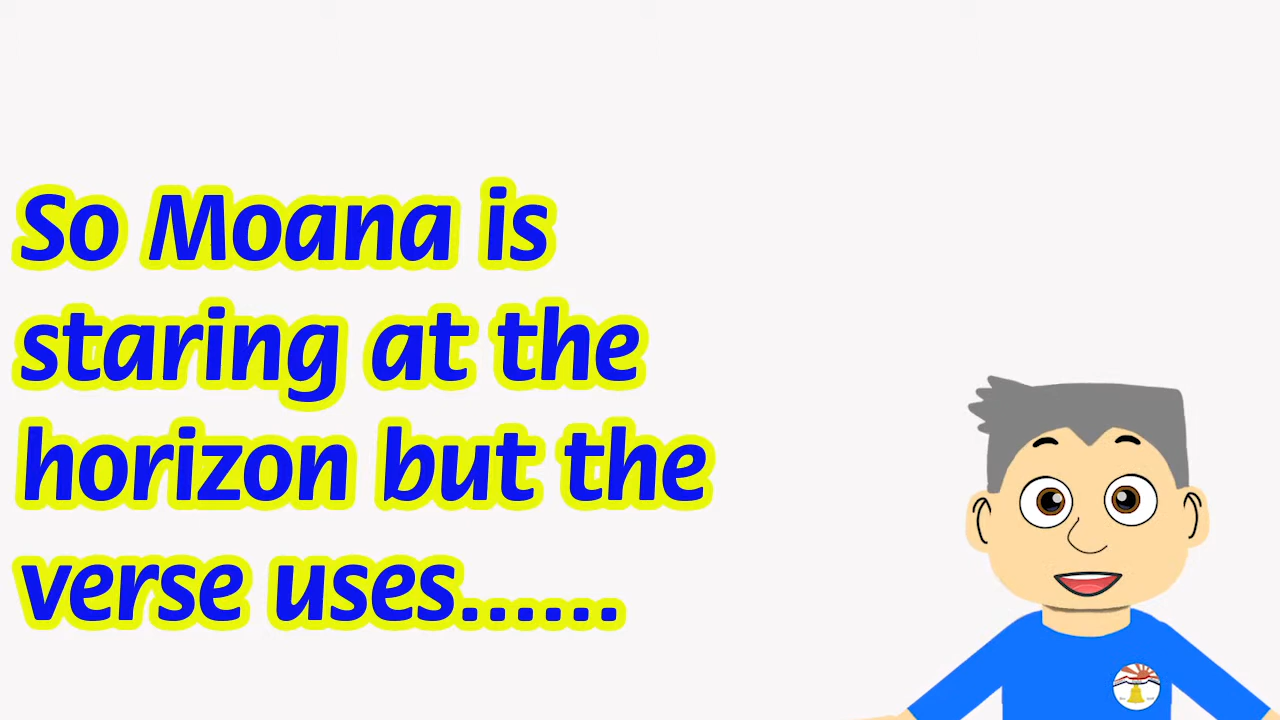 So Moana is
staring at the
horizon but the
verse uses......